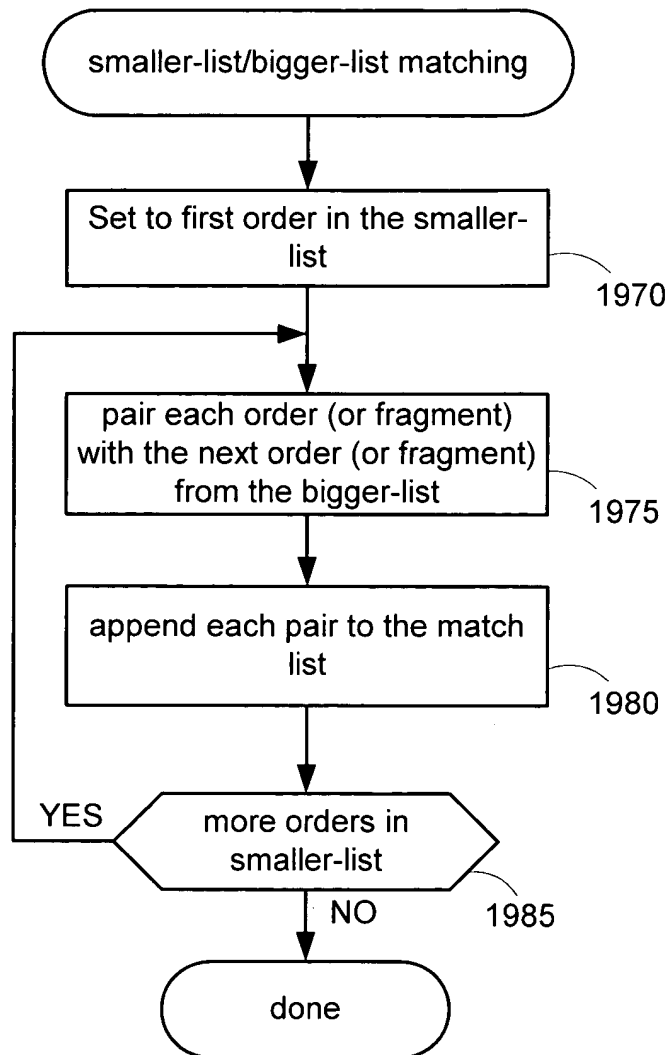 smaller-list/bigger-list matching
Set to first order in the smaller-
list
1970
pair each order (or fragment)
with the next order (or fragment)
from the bigger-list
1975
append each pair to the match
list
1980
YES
more orders in
smaller-list
1985
NO
done